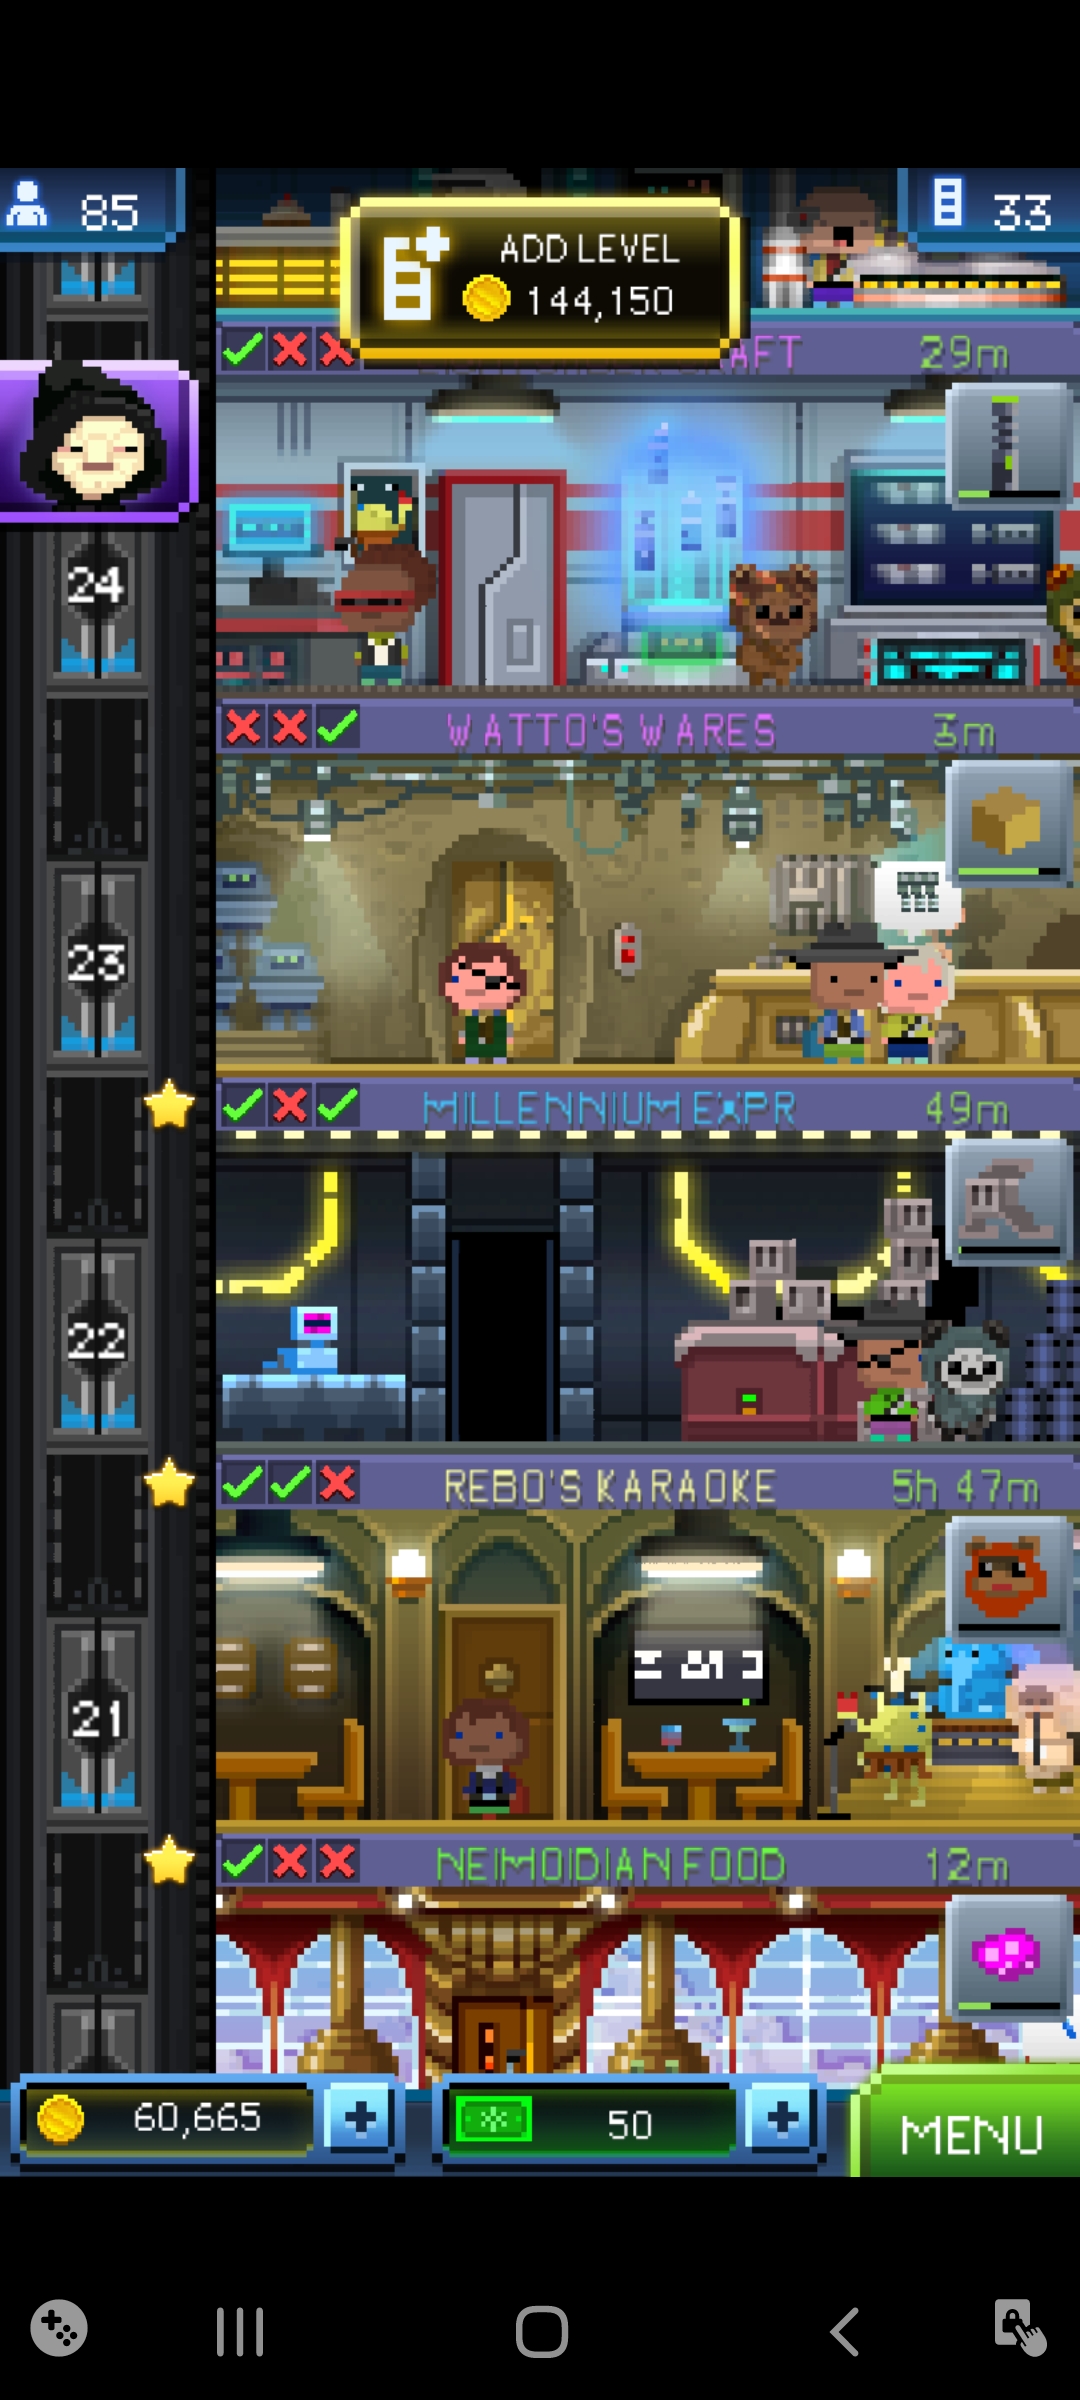 85
33
ADD LEVEL
144,150
AFT 29m
24
WATTO'S WARES 3m
23
MILLENNIUM EXPR 49m
22
REBO'S KARAOKE 5h 47m
21
NEIMOIDIAN FOOD 12m
60,665
50
MENU